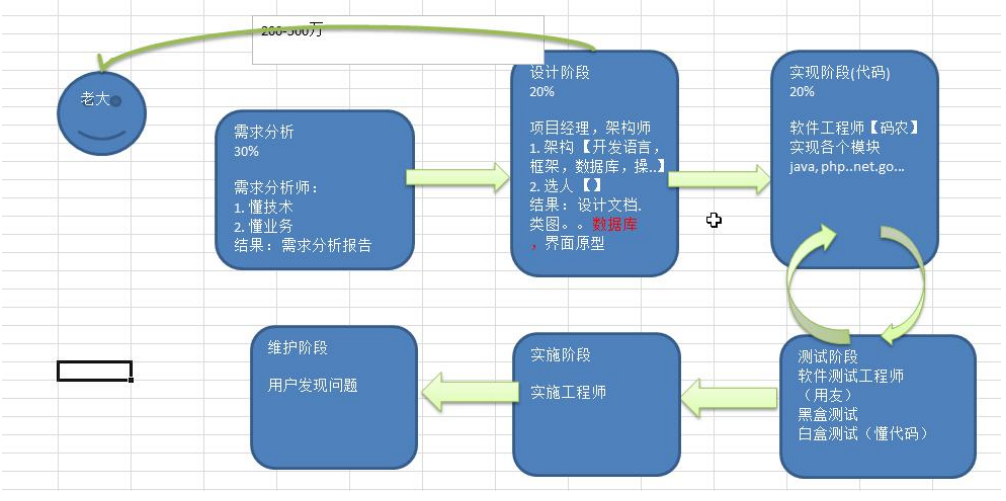 200-500万
老大
需求分析
30%
需求分析师：
1. 懂技术
2. 懂业务
结果：需求分析报告
设计阶段
20%
项目经理，架构师
1. 架构【开发语言，
框架，数据库，操..】
2. 选人【】
结果：设计文档.
类图。。数据库
，界面原型
实现阶段(代码)
20%
软件工程师【码农】
实现各个模块
java, php..net.go...
测试阶段
软件测试工程师
（用友）
黑盒测试
白盒测试（懂代码）
实施阶段
实施工程师
维护阶段
用户发现问题